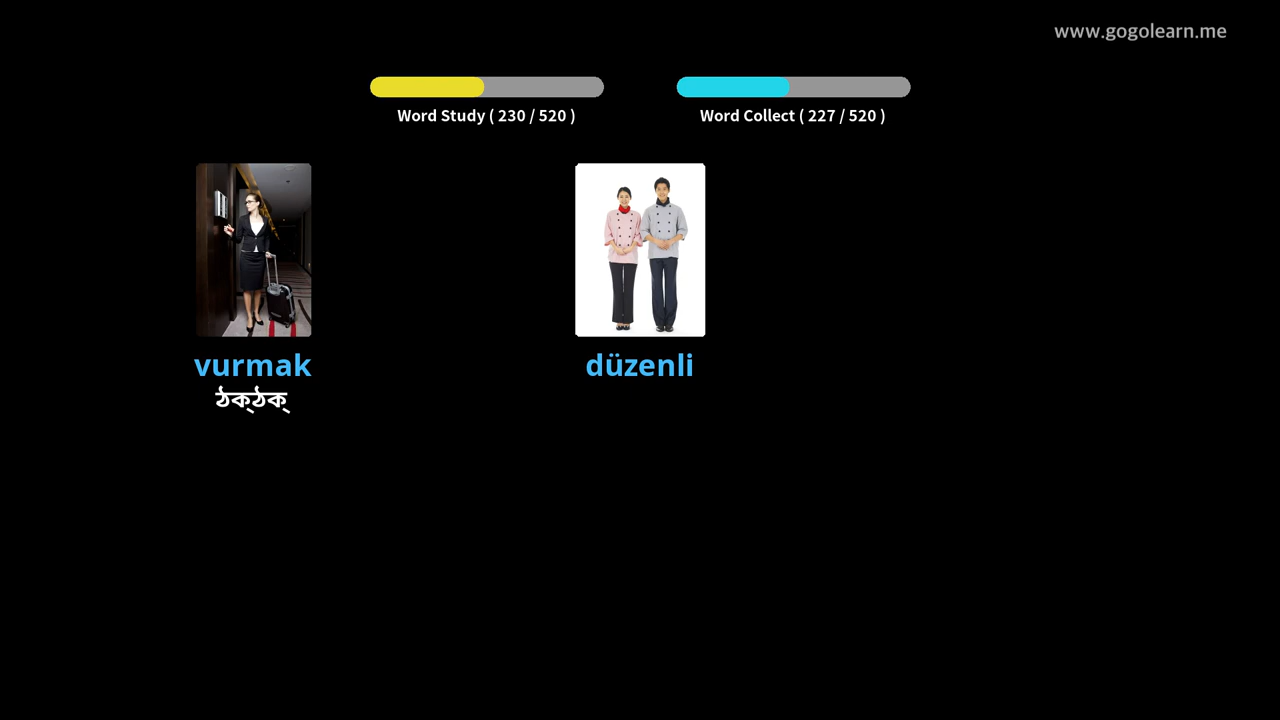 www.gogolearn.me
Word Study ( 230 / 520 )
Word Collect ( 227 / 520 )
vurmak
ঠক্ঠক্
düzenli